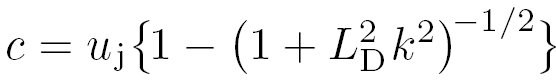 c = u_j{1 − (1 + L_D^2 k^2)^{−1/2}}